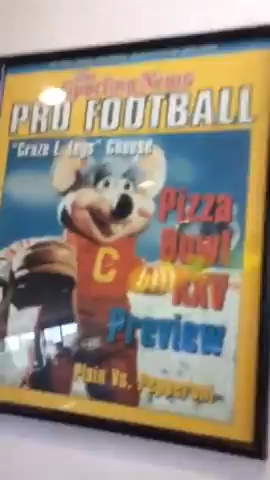 The
Sporting News
PRO FOOTBALL
"Craze L. Legs" Cheese
Pizza
Bowl
XXV
Preview
C
Plain Vs. Pepperoni